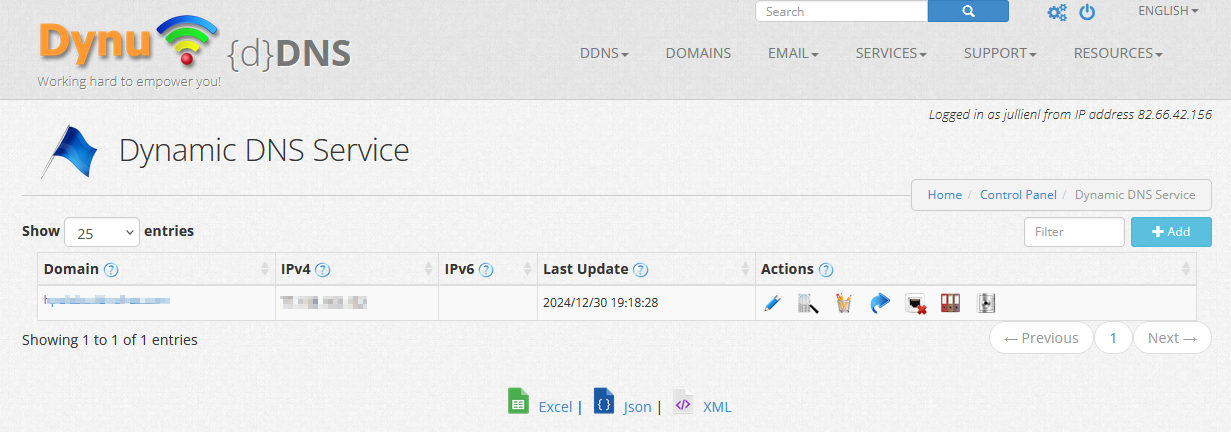 Search
ENGLISH
Dynu {d}DNS
Working hard to empower you!
DDNS DOMAINS EMAIL SERVICES SUPPORT RESOURCES
Logged in as jullienl from IP address 82.66.42.156
Dynamic DNS Service
Home / Control Panel / Dynamic DNS Service
Show 25 entries
Filter
Add
Domain ? IPv4 ? IPv6 ? Last Update ? Actions ?
2024/12/30 19:18:28
Showing 1 to 1 of 1 entries
← Previous 1 Next →
Excel | Json | XML